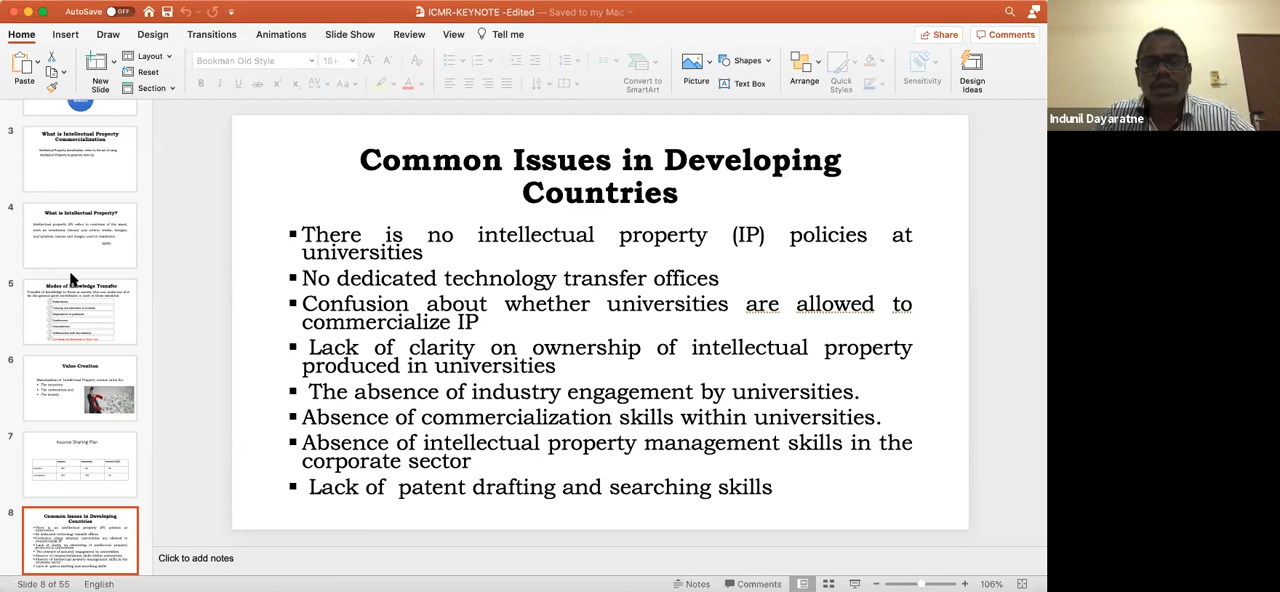 AutoSave OFF
ICMR-KEYNOTE -Edited — Saved to my Mac
Home Insert Draw Design Transitions Animations Slide Show Review View Tell me
Share Comments
Paste
New Slide
Layout
Reset
Section
Bookman Old Style 18+
Convert to SmartArt
Picture
Shapes
Text Box
Arrange
Quick Styles
Sensitivity
Design Ideas
Indunil Dayaratne
3
What is Intellectual Property
Commercialization
4
What is Intellectual Property?
5
Modes of Knowledge Transfer
6
Value Creation
7
Income Sharing Plan
8
Common Issues in Developing
Countries
Common Issues in Developing
Countries
▪ There is no intellectual property (IP) policies at
universities
▪ No dedicated technology transfer offices
▪ Confusion about whether universities are allowed to
commercialize IP
▪ Lack of clarity on ownership of intellectual property
produced in universities
▪ The absence of industry engagement by universities.
▪ Absence of commercialization skills within universities.
▪ Absence of intellectual property management skills in the
corporate sector
▪ Lack of patent drafting and searching skills
Click to add notes
Slide 8 of 55 English
Notes Comments 106%